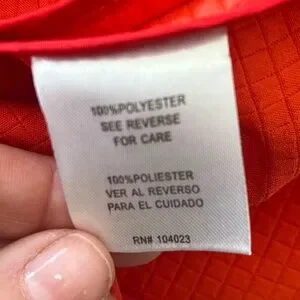 100%POLYESTER
SEE REVERSE
FOR CARE
100%POLIESTER
VER AL REVERSO
PARA EL CUIDADO
RN# 104023